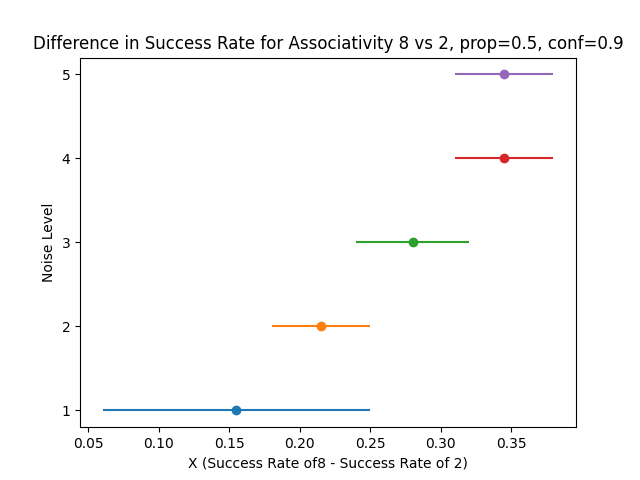 Difference in Success Rate for Associativity 8 vs 2, prop=0.5, conf=0.9
5
4
3
2
1
Noise Level
0.05 0.10 0.15 0.20 0.25 0.30 0.35
X (Success Rate of8 - Success Rate of 2)